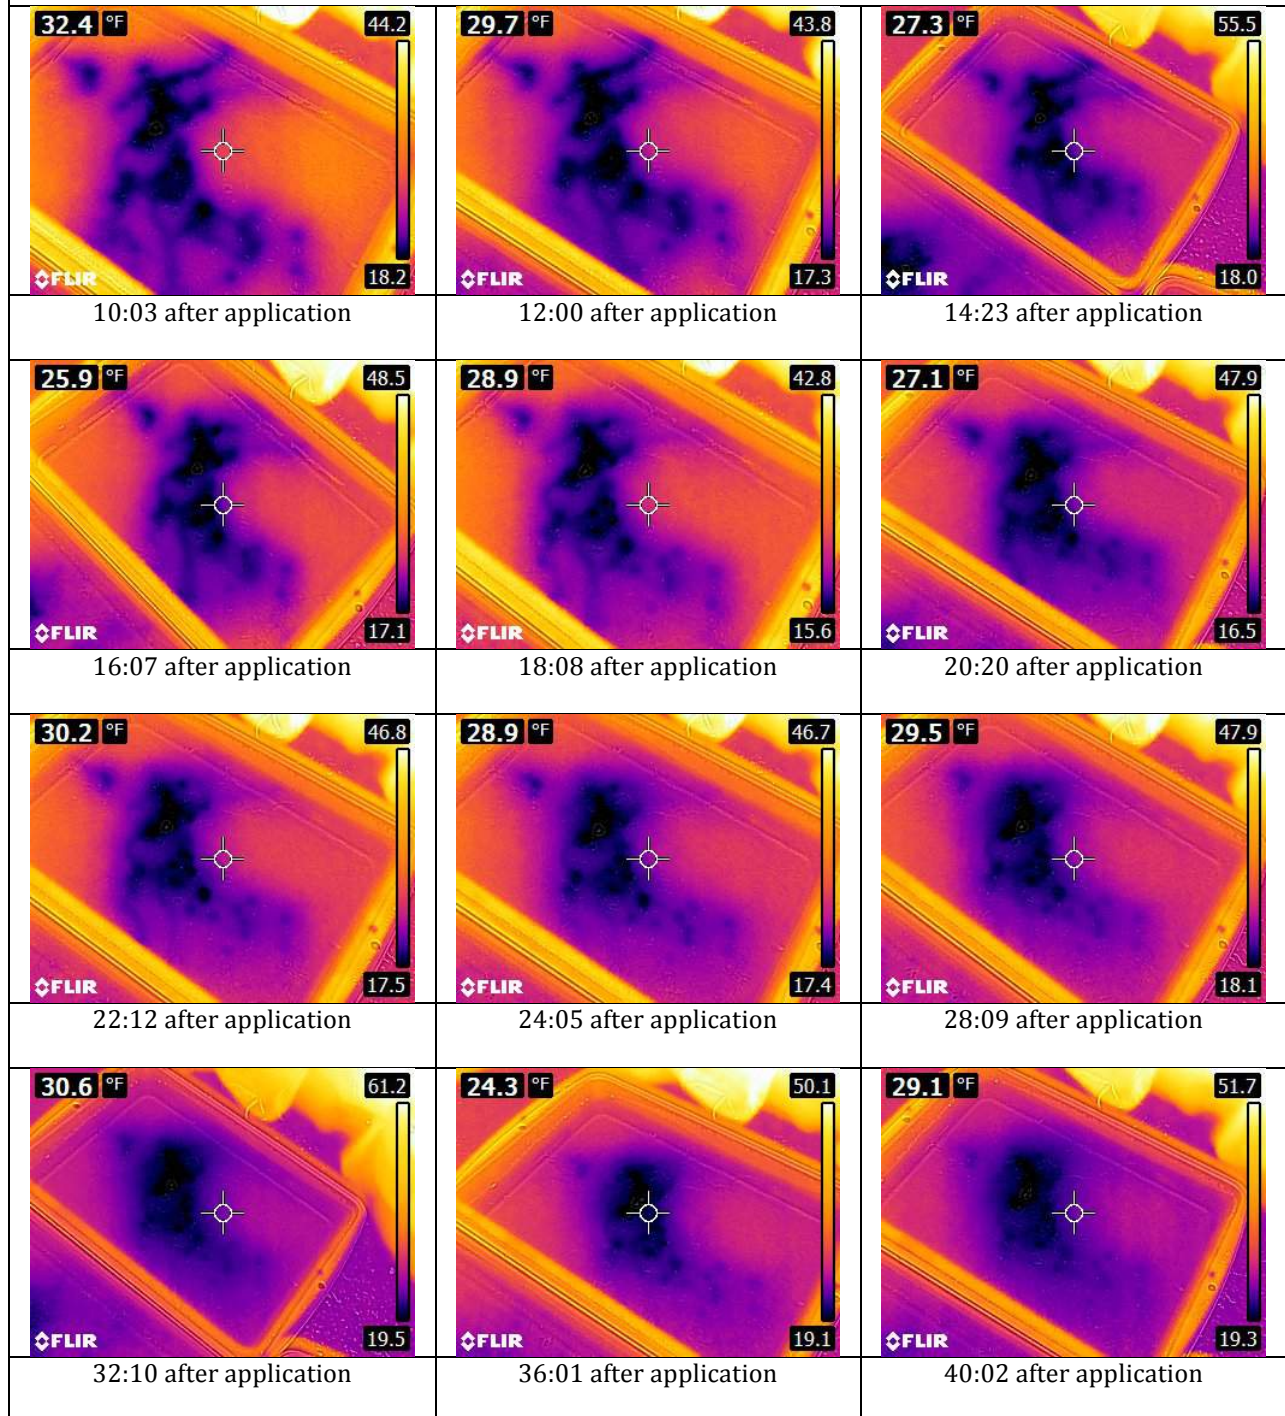 32.4 °F 44.2
FLIR 18.2
10:03 after application
29.7 °F 43.8
FLIR 17.3
12:00 after application
27.3 °F 55.5
FLIR 18.0
14:23 after application
25.9 °F 48.5
FLIR 17.1
16:07 after application
28.9 °F 42.8
FLIR 15.6
18:08 after application
27.1 °F 47.9
FLIR 16.5
20:20 after application
30.2 °F 46.8
FLIR 17.5
22:12 after application
28.9 °F 46.7
FLIR 17.4
24:05 after application
29.5 °F 47.9
FLIR 18.1
28:09 after application
30.6 °F 61.2
FLIR 19.5
32:10 after application
24.3 °F 50.1
FLIR 19.1
36:01 after application
29.1 °F 51.7
FLIR 19.3
40:02 after application